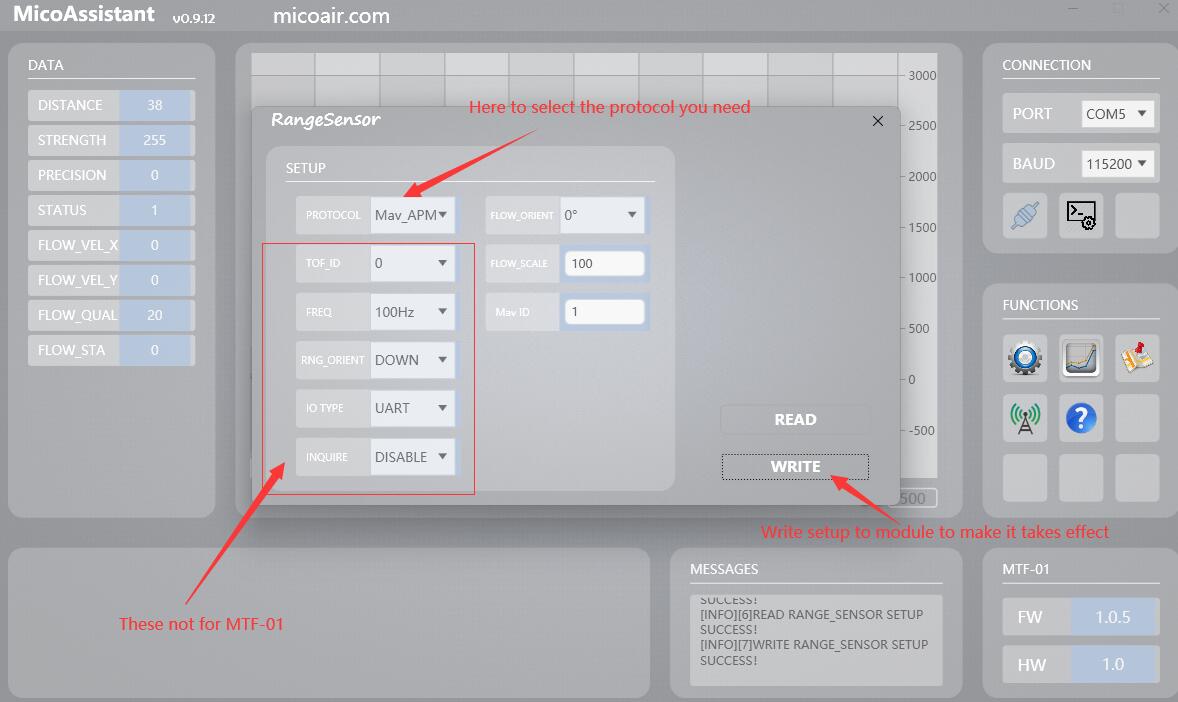 MicoAssistant v0.9.12 micoair.com
DATA
DISTANCE 38
STRENGTH 255
PRECISION 0
STATUS 1
FLOW_VEL_X 0
FLOW_VEL_Y 0
FLOW_QUAL 20
FLOW_STA 0
3000
2500
2000
1500
1000
500
0
-500
500
Here to select the protocol you need
RangeSensor
SETUP
PROTOCOL Mav_APM
TOF_ID 0
FREQ 100Hz
RNG_ORIENT DOWN
IO TYPE UART
INQUIRE DISABLE
FLOW_ORIENT 0°
FLOW_SCALE 100
Mav ID 1
READ
WRITE
Write setup to module to make it takes effect
These not for MTF-01
CONNECTION
PORT COM5
BAUD 115200
FUNCTIONS
MESSAGES
SUCCESS!
[INFO][6]READ RANGE_SENSOR SETUP
SUCCESS!
[INFO][7]WRITE RANGE_SENSOR SETUP
SUCCESS!
MTF-01
FW 1.0.5
HW 1.0